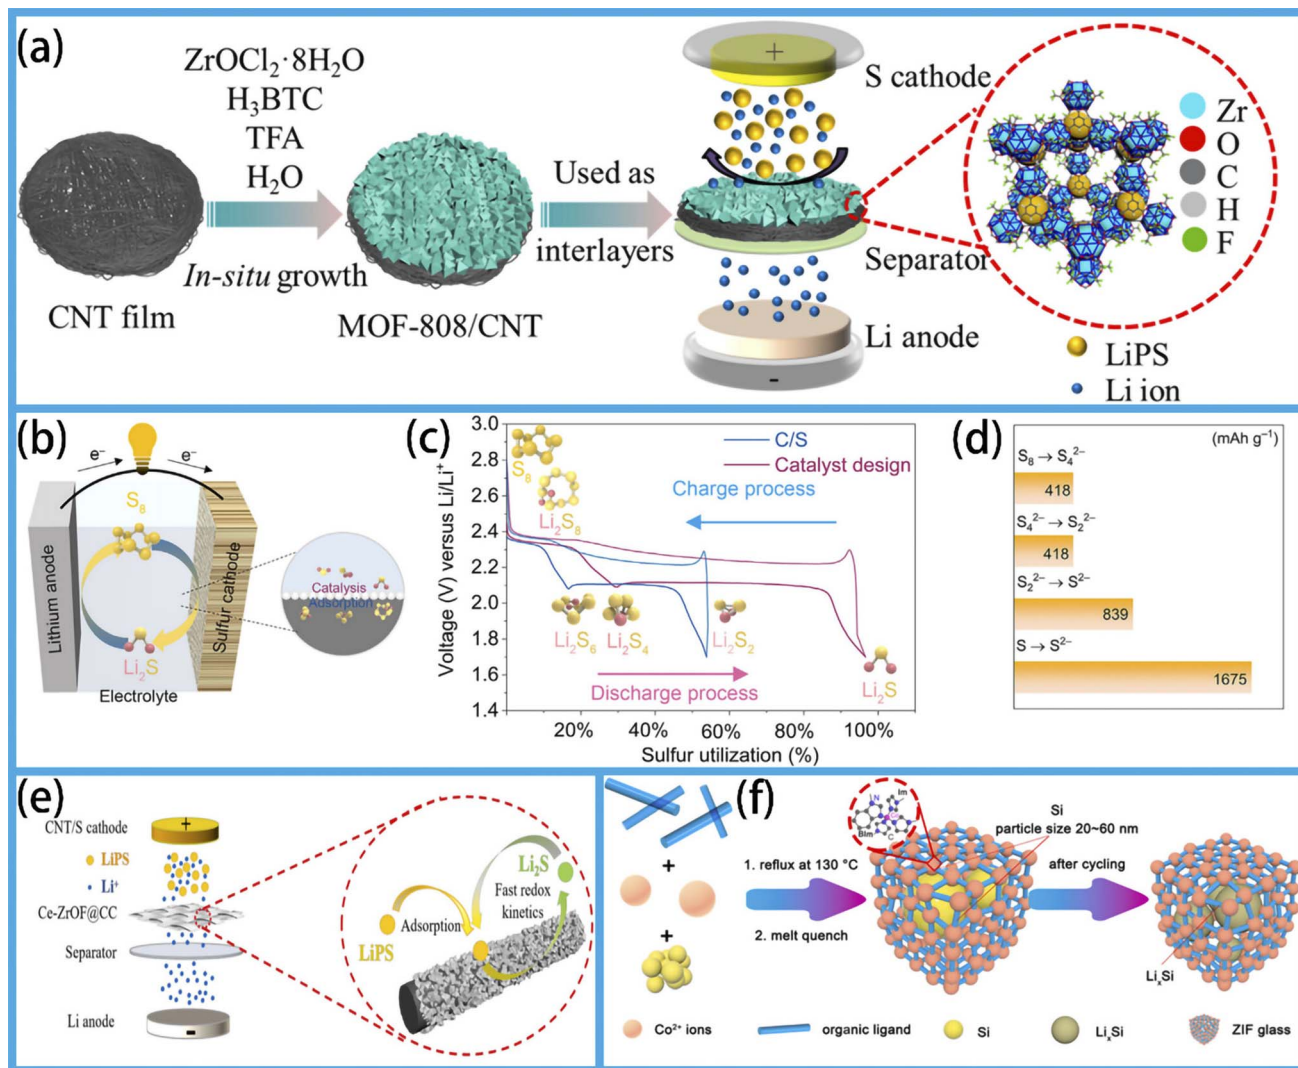 (a)
ZrOCl₂·8H₂O
H₃BTC
TFA
H₂O
In-situ growth
CNT film
MOF-808/CNT
Used as
interlayers
+
S cathode
Separator
Li anode
-
Zr
O
C
H
F
LiPS
Li ion
(b)
e⁻
e⁻
S₈
Lithium anode
Sulfur cathode
Catalysis
Adsorption
Li₂S
Electrolyte
(c)
Voltage (V) versus Li/Li⁺
3.0
2.8
2.6
2.4
2.2
2.0
1.8
1.6
1.4
S₈
Li₂S₈
C/S
Catalyst design
Charge process
Li₂S₆
Li₂S₄
Li₂S₂
Li₂S
Discharge process
20%
40%
60%
80%
100%
Sulfur utilization (%)
(d)
(mAh g⁻¹)
S₈ → S₄²⁻
418
S₄²⁻ → S₂²⁻
418
S₂²⁻ → S²⁻
839
S → S²⁻
1675
(e)
CNT/S cathode
+
LiPS
Li⁺
Ce-ZrOF@CC
Separator
Li anode
-
Li₂S
Fast redox
kinetics
Adsorption
LiPS
(f)
+
+
1. reflux at 130 °C
2. melt quench
N
Im
BIm
C
Si
particle size 20~60 nm
after cycling
LiₓSi
Co²⁺ ions
organic ligand
Si
LiₓSi
ZIF glass